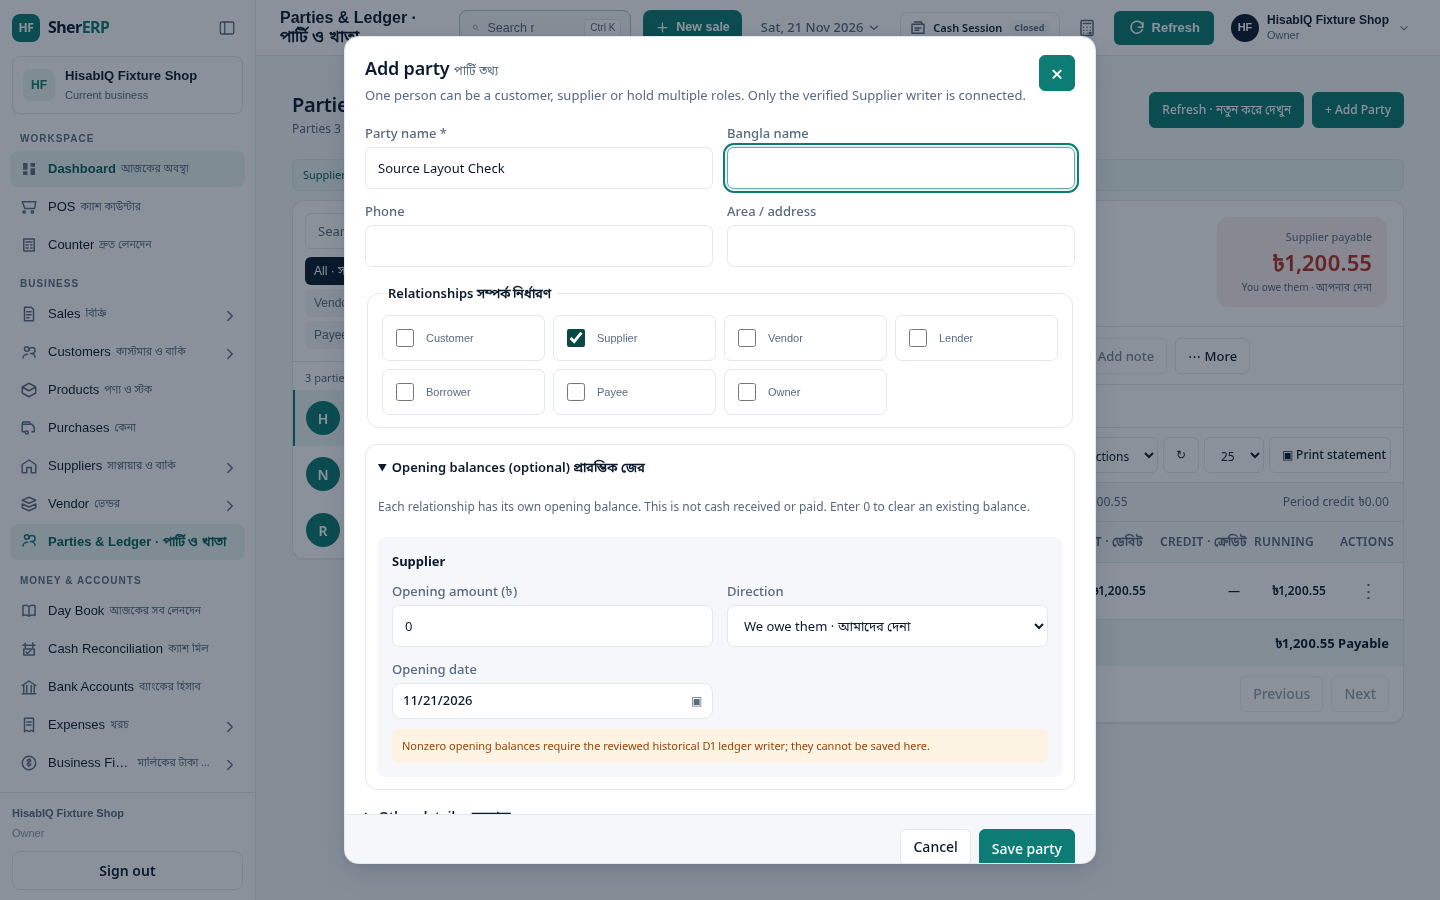 HF
SherERP
HF
HisabIQ Fixture Shop
Current business
WORKSPACE
Dashboard আজকের অবস্থা
POS ক্যাশ কাউন্টার
Counter দ্রুত লেনদেন
BUSINESS
Sales বিক্রি
Customers কাস্টমার ও বাকি
Products পণ্য ও স্টক
Purchases কেনা
Suppliers সাপ্লায়ার ও বাকি
Vendor ভেন্ডর
Parties & Ledger · পার্টি ও খাতা
MONEY & ACCOUNTS
Day Book আজকের সব লেনদেন
Cash Reconciliation ক্যাশ মিল
Bank Accounts ব্যাংকের হিসাব
Expenses খরচ
Business Fi... মালিকের টাকা ...
HisabIQ Fixture Shop
Owner
Sign out
Parties & Ledger ·
পার্টি ও খাতা
Search
Ctrl K
+ New sale
Sat, 21 Nov 2026
Cash Session Closed
Refresh
HF
HisabIQ Fixture Shop
Owner
Parties 3
Refresh · নতুন করে দেখুন
+ Add Party
Supplier
All ·
3 parties
H
N
R
Supplier payable
৳1,200.55
You owe them · আপনার দেনা
Add note
··· More
↻
25
▣ Print statement
00.55
Period credit ৳0.00
ডেবিট
CREDIT · ক্রেডিট
RUNNING
ACTIONS
৳1,200.55
—
৳1,200.55
⋮
৳1,200.55 Payable
Previous
Next
Add party পার্টি তথ্য
×
One person can be a customer, supplier or hold multiple roles. Only the verified Supplier writer is connected.
Party name *
Bangla name
Source Layout Check
Phone
Area / address
Relationships সম্পর্ক নির্ধারণ
Customer
Supplier
Vendor
Lender
Borrower
Payee
Owner
▼ Opening balances (optional) প্রারম্ভিক জের
Each relationship has its own opening balance. This is not cash received or paid. Enter 0 to clear an existing balance.
Supplier
Opening amount (৳)
Direction
0
We owe them · আমাদের দেনা
Opening date
11/21/2026
Nonzero opening balances require the reviewed historical D1 ledger writer; they cannot be saved here.
Cancel
Save party